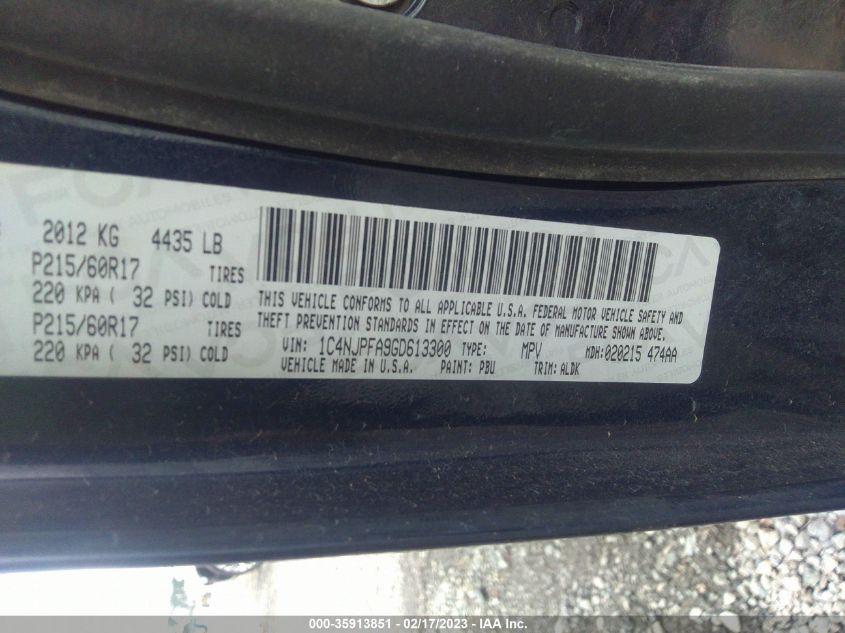 2012 KG 4435 LB
P215/60R17 TIRES
220 KPA ( 32 PSI) COLD
P215/60R17 TIRES
220 KPA ( 32 PSI) COLD
THIS VEHICLE CONFORMS TO ALL APPLICABLE U.S.A. FEDERAL MOTOR VEHICLE SAFETY AND
THEFT PREVENTION STANDARDS IN EFFECT ON THE DATE OF MANUFACTURE SHOWN ABOVE.
VIN: 1C4NJPFA9GD613300 TYPE: MPV MDH:020215 474AA
VEHICLE MADE IN U.S.A. PAINT: PBU TRIM: ALDK
000-35913851 - 02/17/2023 - IAA Inc.